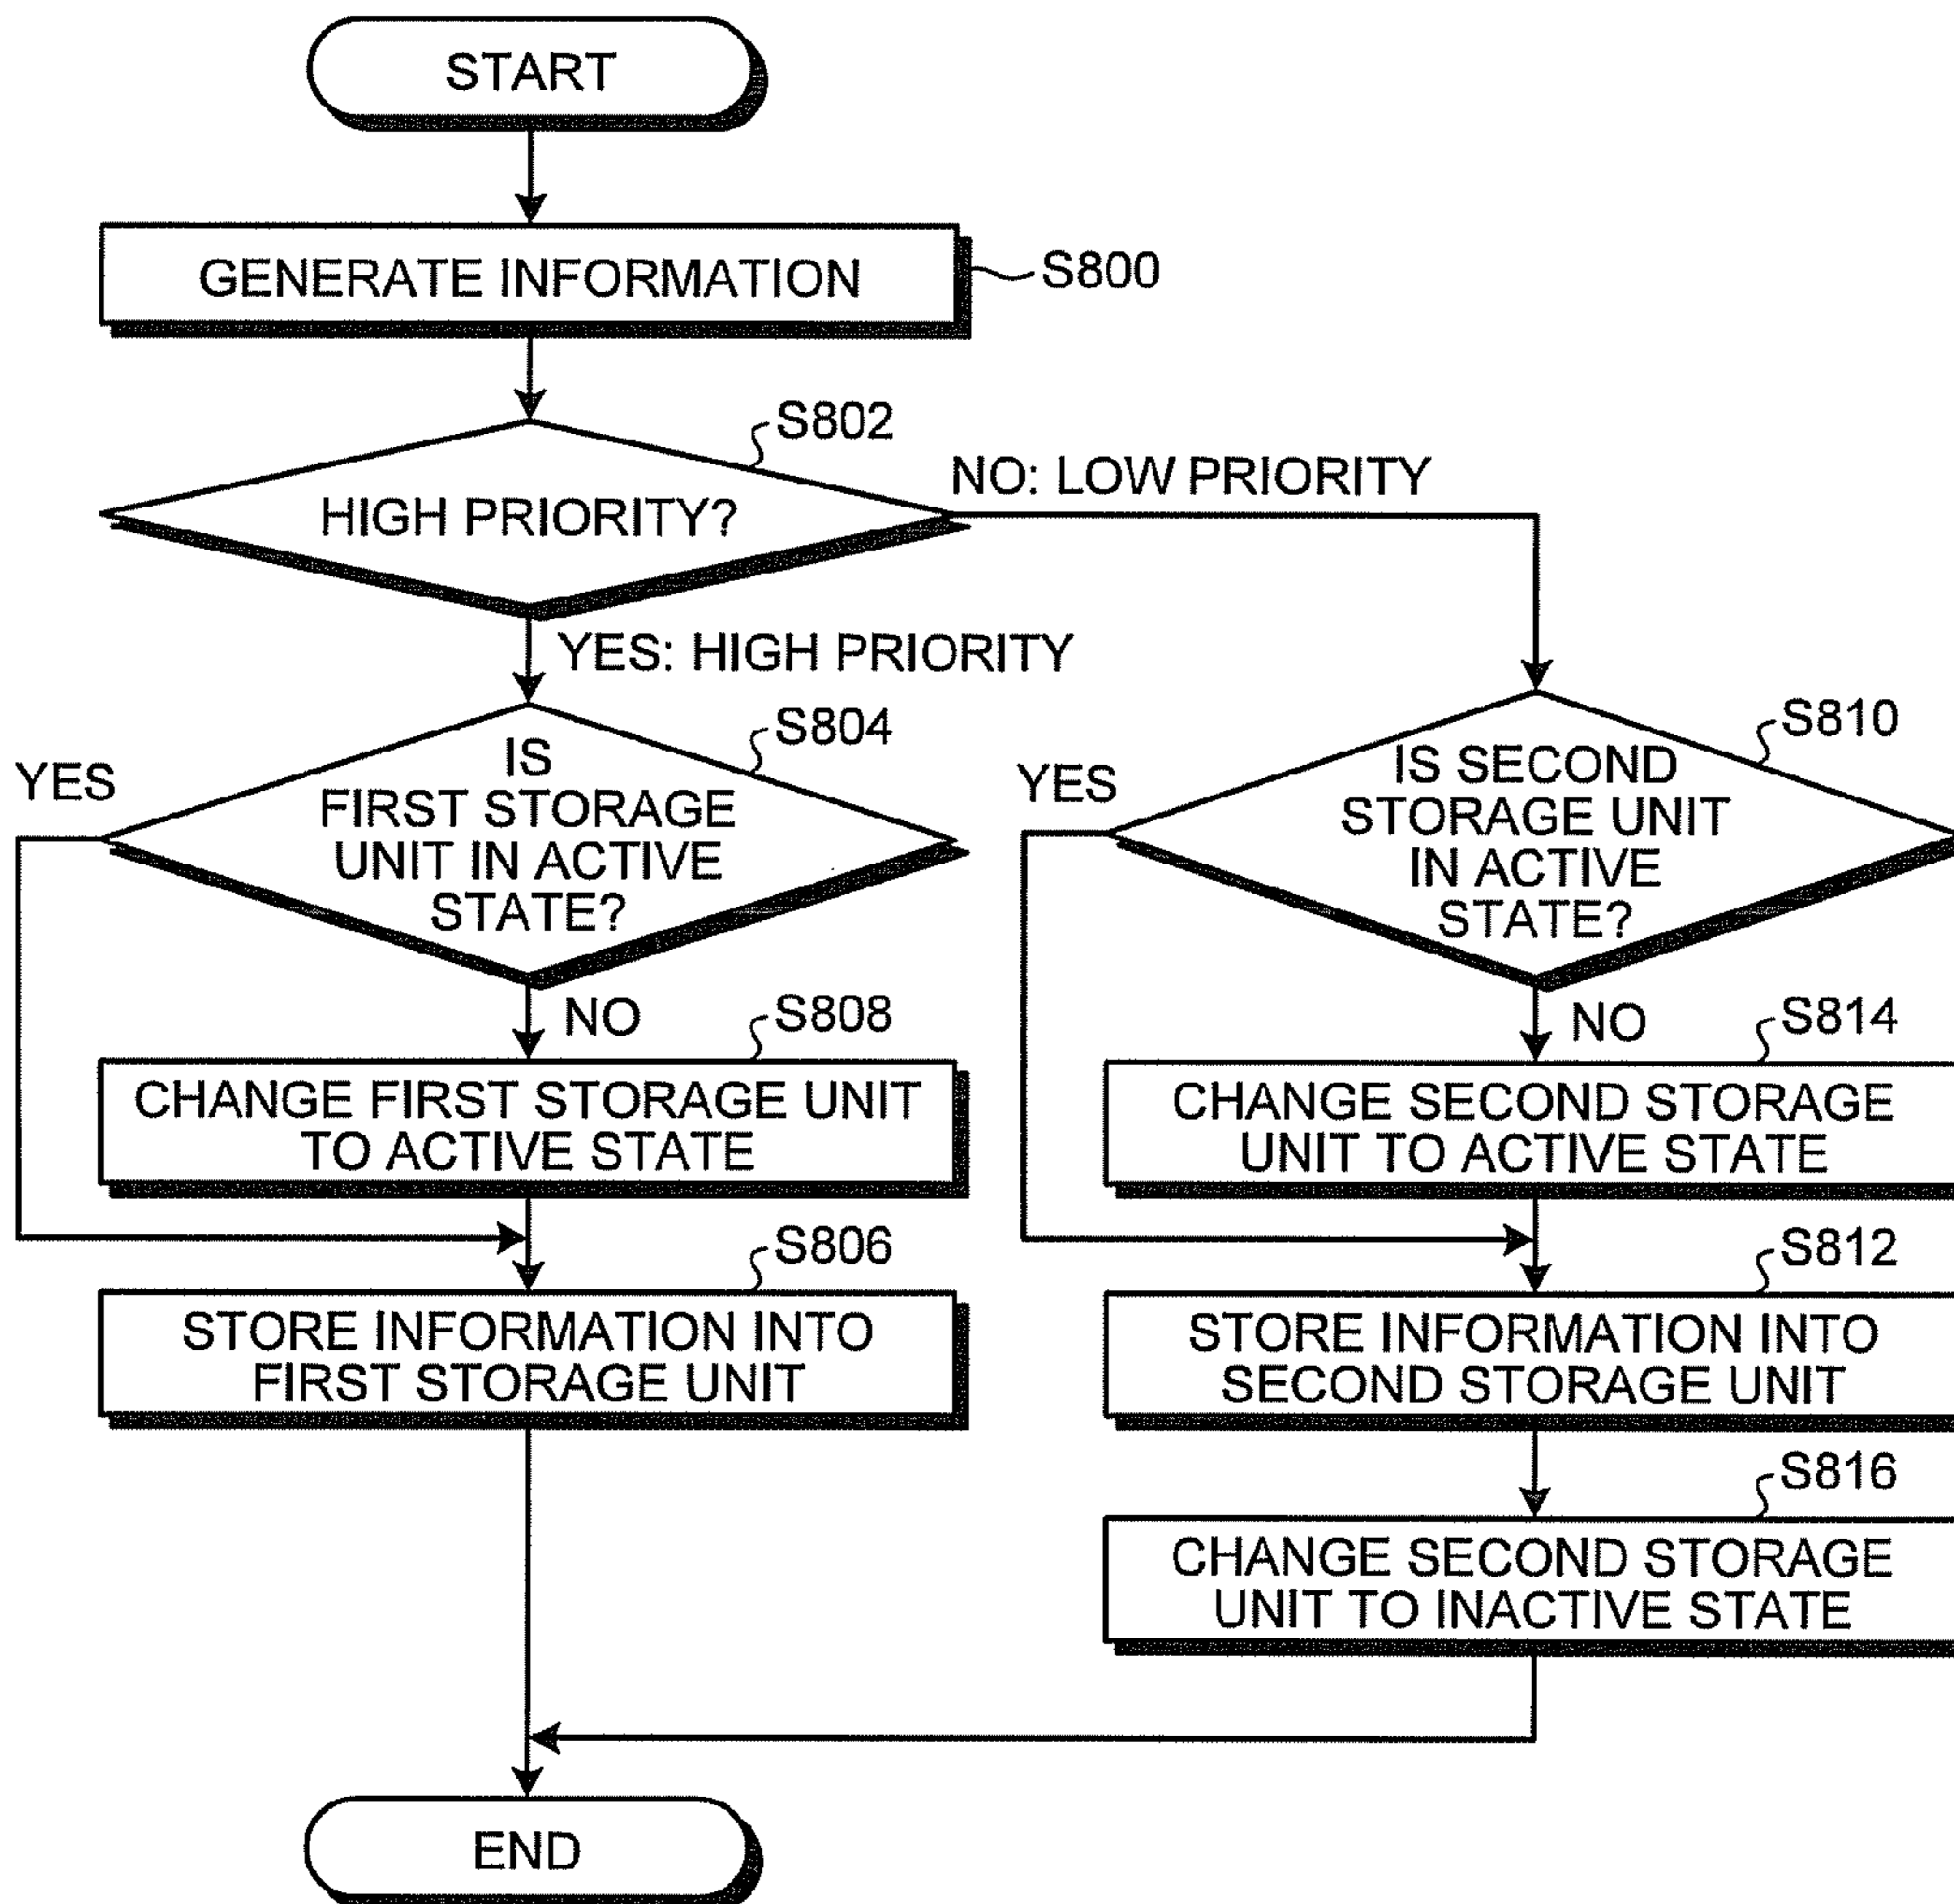 START
GENERATE INFORMATION
S800
S802
HIGH PRIORITY?
NO: LOW PRIORITY
YES: HIGH PRIORITY
S804
IS
FIRST STORAGE
UNIT IN ACTIVE
STATE?
YES
NO
S808
CHANGE FIRST STORAGE UNIT
TO ACTIVE STATE
S806
STORE INFORMATION INTO
FIRST STORAGE UNIT
S810
IS SECOND
STORAGE UNIT
IN ACTIVE
STATE?
YES
NO
S814
CHANGE SECOND STORAGE
UNIT TO ACTIVE STATE
S812
STORE INFORMATION INTO
SECOND STORAGE UNIT
S816
CHANGE SECOND STORAGE
UNIT TO INACTIVE STATE
END